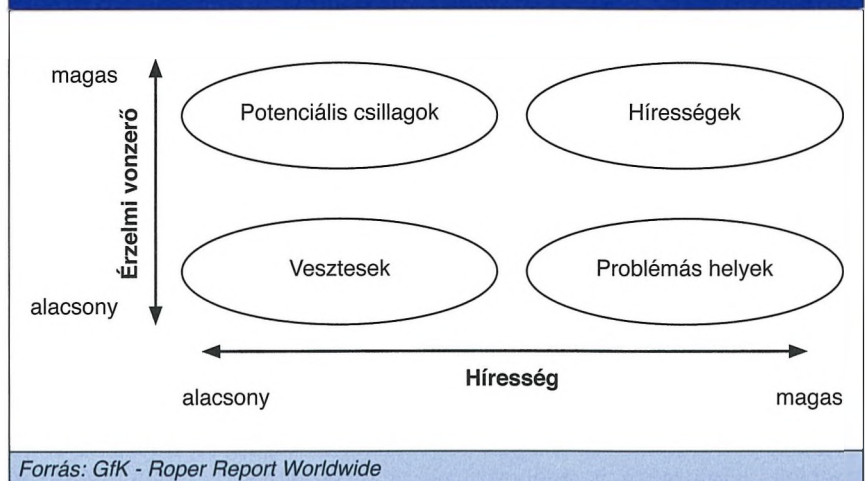 magas
Potenciális csillagok
Hírességek
Érzelmi vonzerő
Vesztesek
Problémás helyek
alacsony
Híresség
alacsony
magas
Forrás: GfK - Roper Report Worldwide